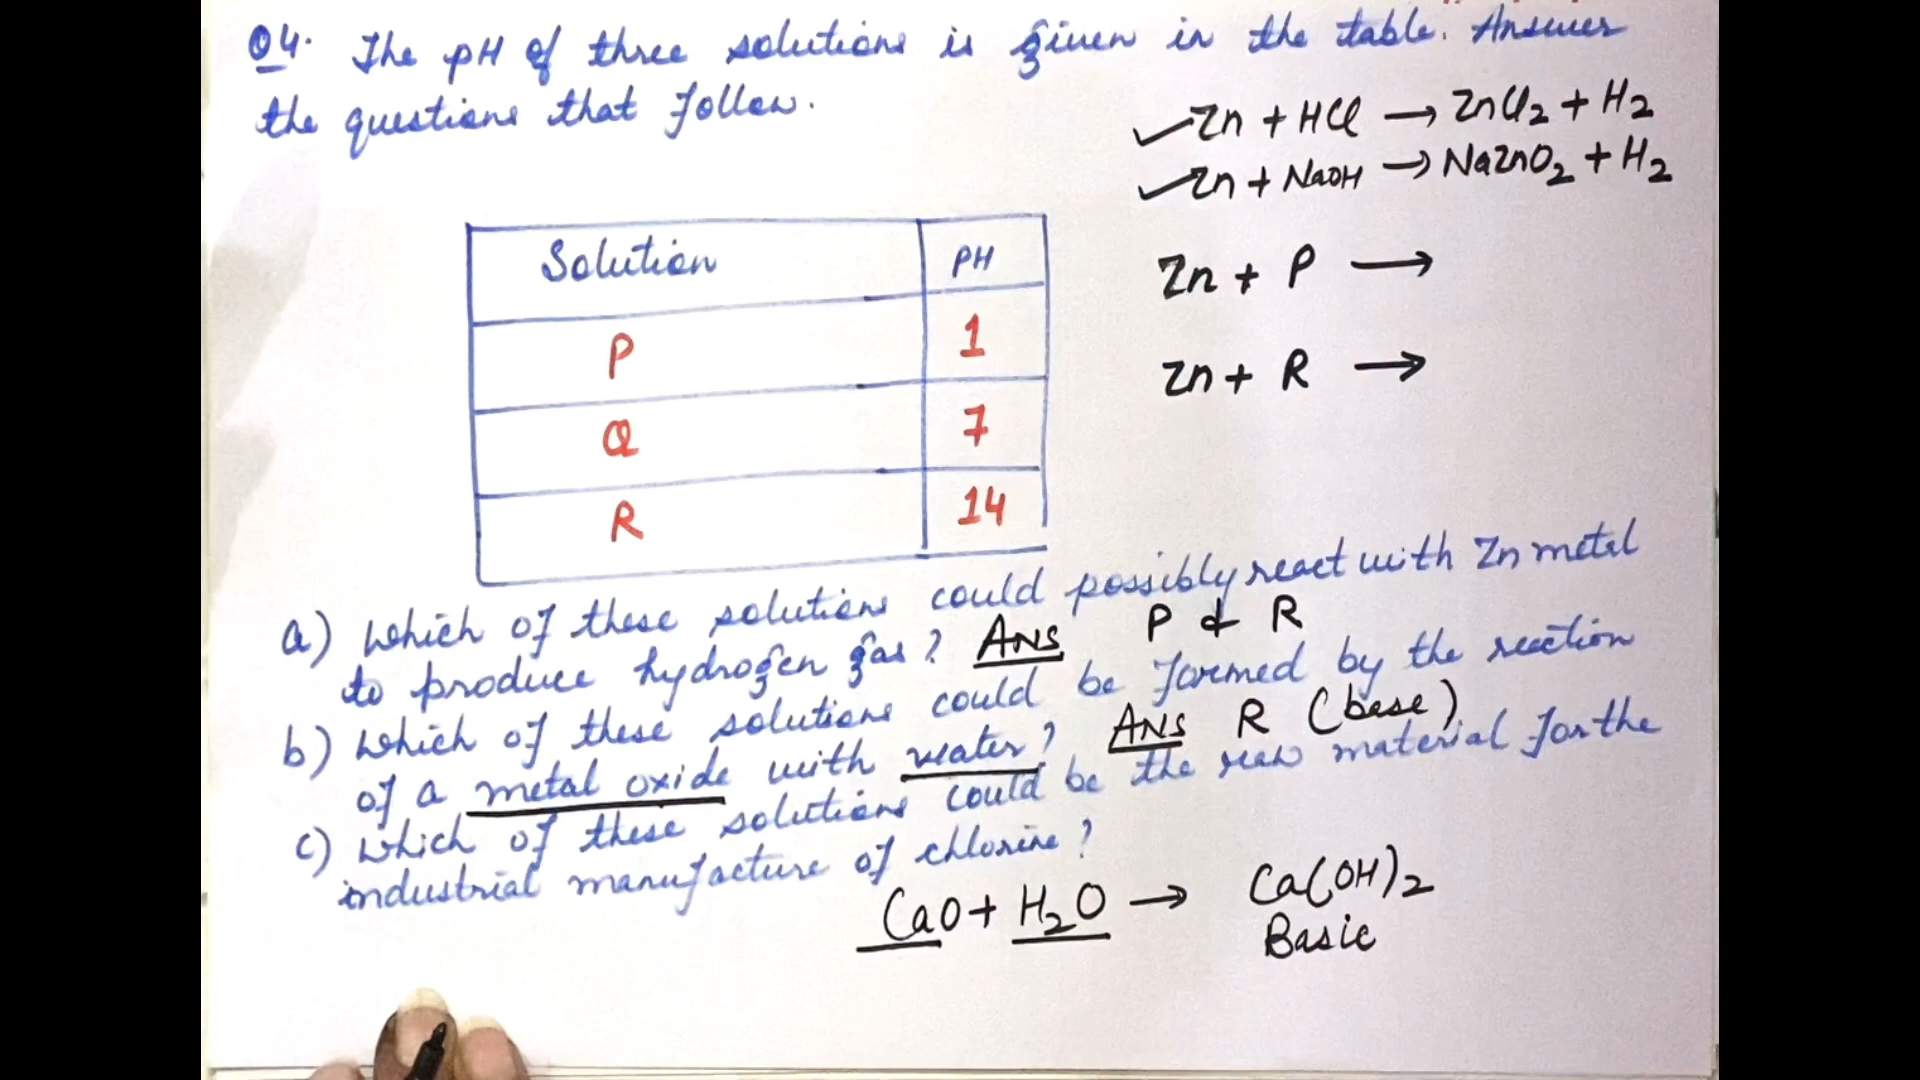 Q4. The pH of three solutions is given in the table. Answer
the questions that follow.
Zn + HCl → ZnCl2 + H2
Zn + NaOH → NaZnO2 + H2
Zn + P →
Zn + R →
Solution PH
P 1
Q 7
R 14
a) Which of these solutions could possibly react with Zn metal
to produce hydrogen gas? Ans P & R
b) Which of these solutions could be formed by the reaction
of a metal oxide with water? Ans R (base)
c) Which of these solutions could be the raw material for the
industrial manufacture of chlorine?
CaO + H2O → Ca(OH)2
Basic